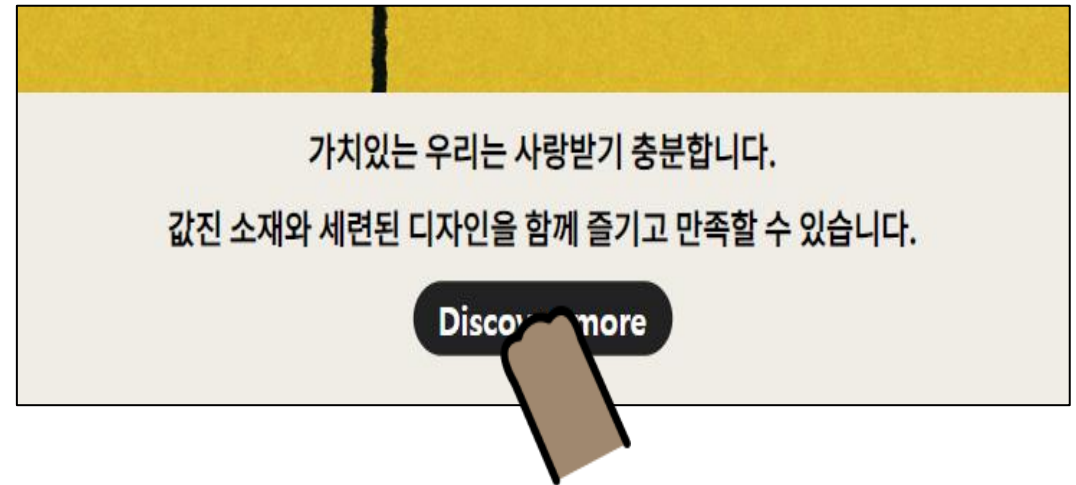 가치있는 우리는 사랑받기 충분합니다.
값진 소재와 세련된 디자인을 함께 즐기고 만족할 수 있습니다.
more